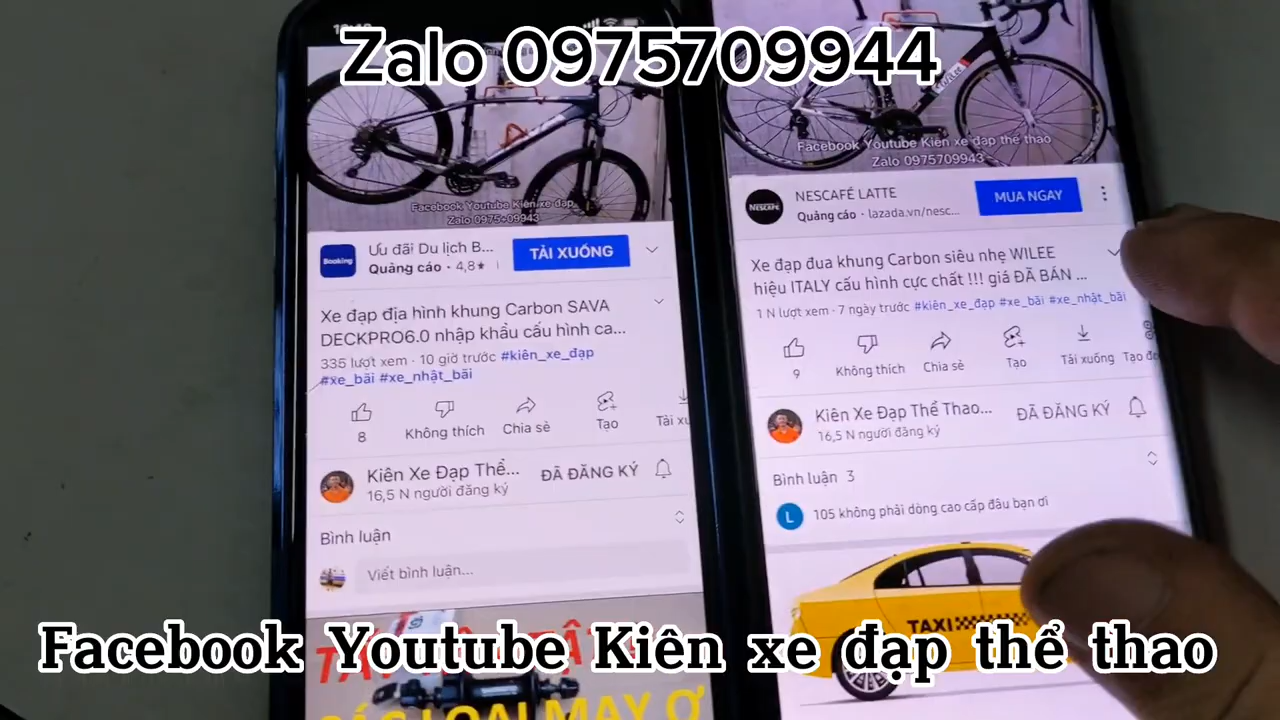 Zalo 0975709944
Facebook Youtube Kiên xe đạp
Booking
Ưu đãi Du lịch B...
Quảng cáo · 4,8★
TẢI XUỐNG
Xe đạp địa hình khung Carbon SAVA
DECKPRO6.0 nhập khẩu cấu hình ca...
335 lượt xem · 10 giờ trước #kiên_xe_đạp
#xe_bãi #xe_nhật_bãi
8
Không thích
Chia sẻ
Tạo
Tải xu
Kiên Xe Đạp Thể...
16,5 N người đăng ký
ĐÃ ĐĂNG KÝ
Bình luận
Viết bình luận...
Facebook Youtube Kiên xe đạp thể thao
Zalo 0975709943
NESCAFÉ
NESCAFÉ LATTE
Quảng cáo · lazada.vn/nesc...
MUA NGAY
Xe đạp đua khung Carbon siêu nhẹ WILEE
hiệu ITALY cấu hình cực chất !!! giá ĐÃ BÁN ...
1 N lượt xem · 7 ngày trước #kiên_xe_đạp #xe_bãi #xe_nhật_bãi
9
Không thích
Chia sẻ
Tạo
Tải xuống
Tạo đo
Kiên Xe Đạp Thể Thao...
16,5 N người đăng ký
ĐÃ ĐĂNG KÝ
Bình luận 3
L
105 không phải dòng cao cấp đâu bạn ơi
TAXI
Facebook Youtube Kiên xe đạp thể thao